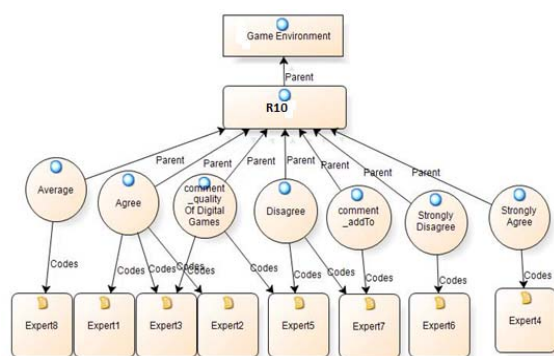 Game Environment
Parent
R10
Parent
Parent
Parent
Parent
Parent
Parent
Parent
Average
Agree
comment
_quality
Of Digital
Games
Disagree
comment
_addTo
Strongly
Disagree
Strongly
Agree
Codes
Codes
Codes
Codes
Codes
Codes
Codes
Codes
Codes
Codes
Codes
Expert8
Expert1
Expert3
Expert2
Expert5
Expert7
Expert6
Expert4